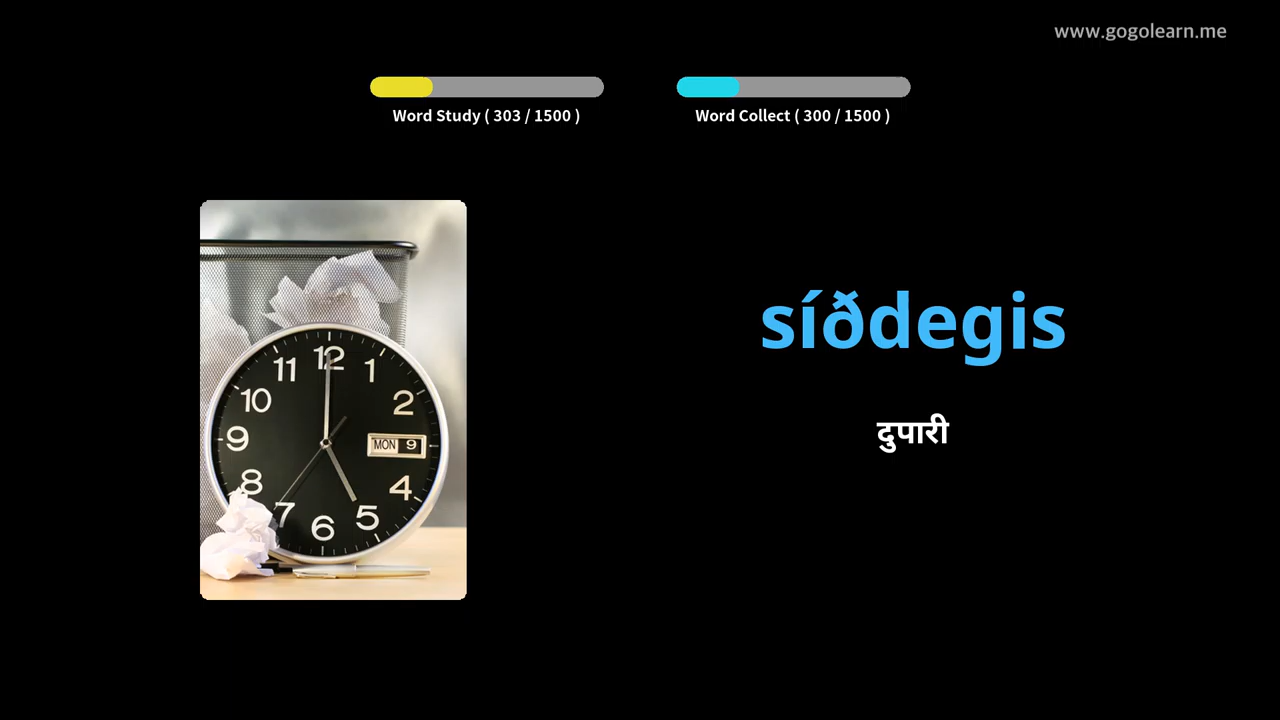 www.gogolearn.me
Word Study ( 303 / 1500 )
Word Collect ( 300 / 1500 )
síðdegis
दुपारी
12
11
1
10
2
9
MON 9
8
4
7
5
6